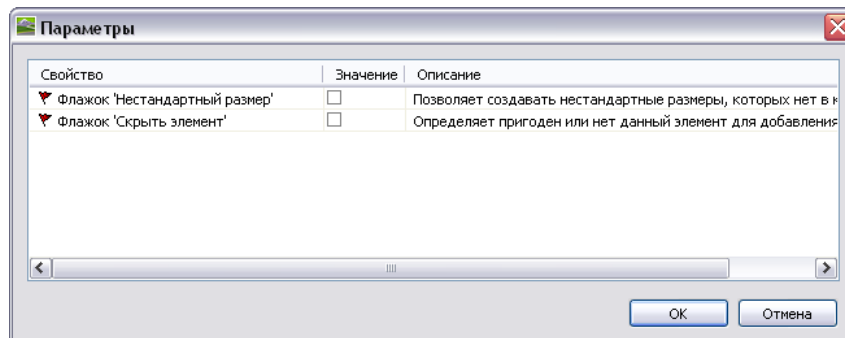 Параметры
Свойство Значение Описание
Флажок 'Нестандартный размер' Позволяет создавать нестандартные размеры, которых нет в
Флажок 'Скрыть элемент' Определяет пригоден или нет данный элемент для добавления
OK Отмена